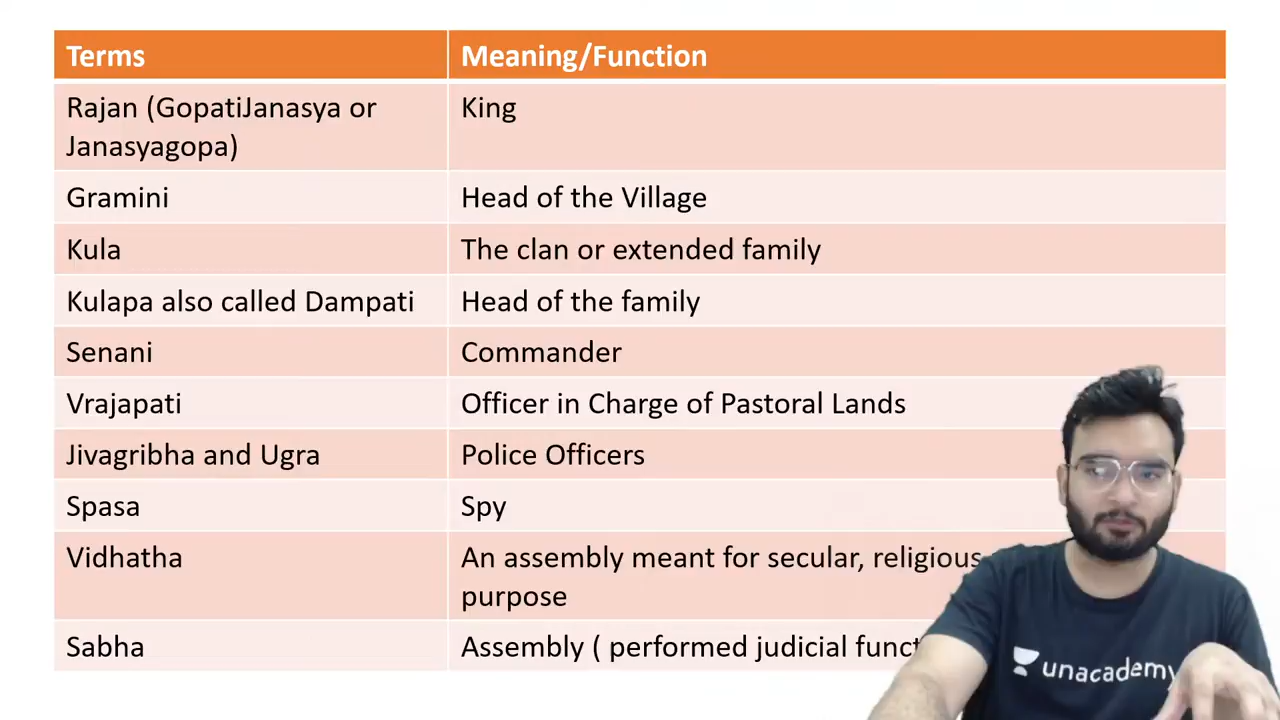 Terms
Meaning/Function
Rajan (GopatiJanasya or
Janasyagopa)
King
Gramini
Head of the Village
Kula
The clan or extended family
Kulapa also called Dampati
Head of the family
Senani
Commander
Vrajapati
Officer in Charge of Pastoral Lands
Jivagribha and Ugra
Police Officers
Spasa
Spy
Vidhatha
An assembly meant for secular, religious
purpose
Sabha
Assembly ( performed judicial
unacademy